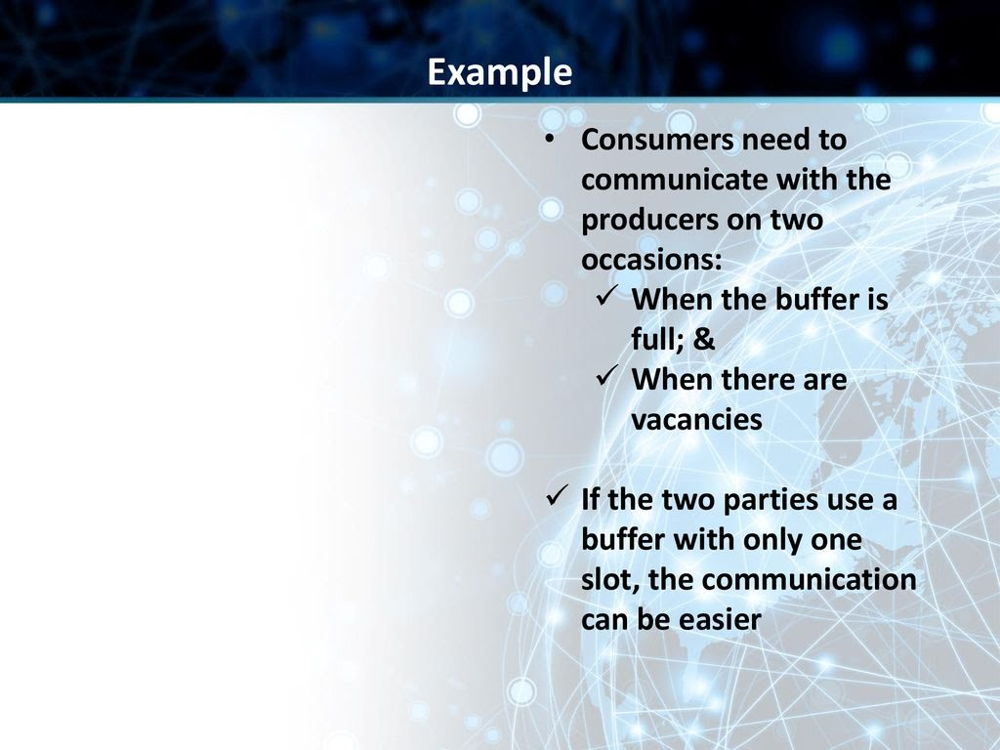 Example
• Consumers need to
communicate with the
producers on two
occasions:
✓ When the buffer is
full; &
✓ When there are
vacancies
✓ If the two parties use a
buffer with only one
slot, the communication
can be easier